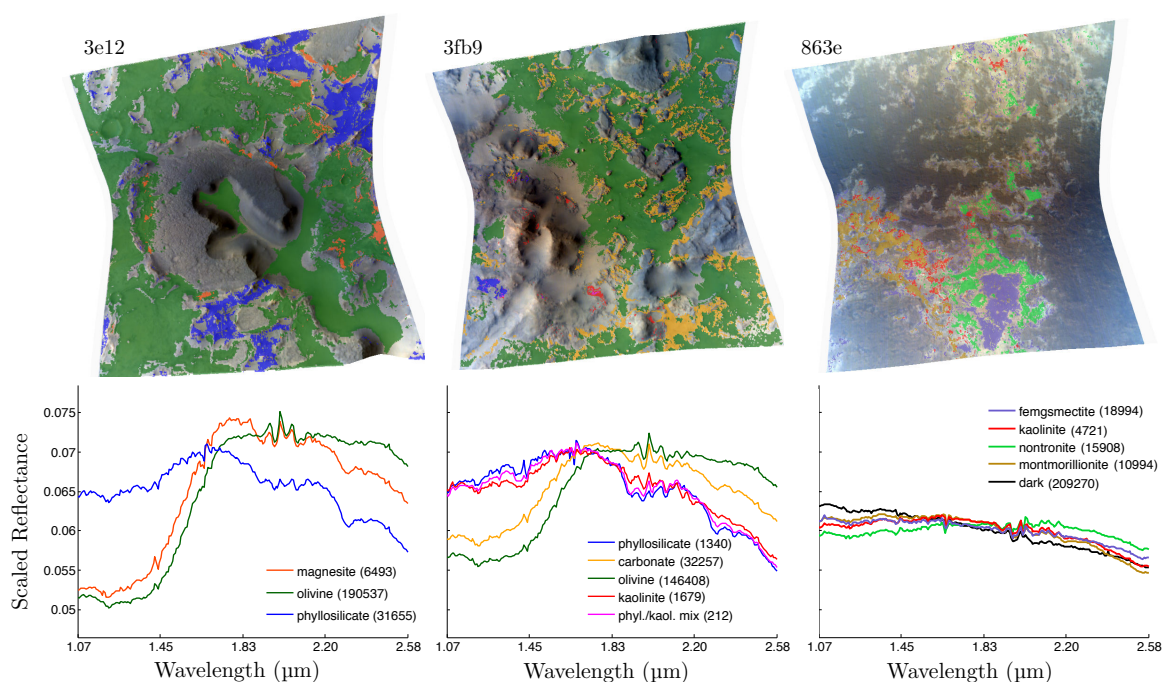 3e12
3fb9
863e
Scaled Reflectance
0.075
0.07
0.065
0.06
0.055
0.05
magnesite (6493)
olivine (190537)
phyllosilicate (31655)
1.07 1.45 1.83 2.20 2.58
Wavelength (µm)
phyllosilicate (1340)
carbonate (32257)
olivine (146408)
kaolinite (1679)
phyl./kaol. mix (212)
1.07 1.45 1.83 2.20 2.58
Wavelength (µm)
femgsmectite (18994)
kaolinite (4721)
nontronite (15908)
montmorillionite (10994)
dark (209270)
1.07 1.45 1.83 2.20 2.58
Wavelength (µm)